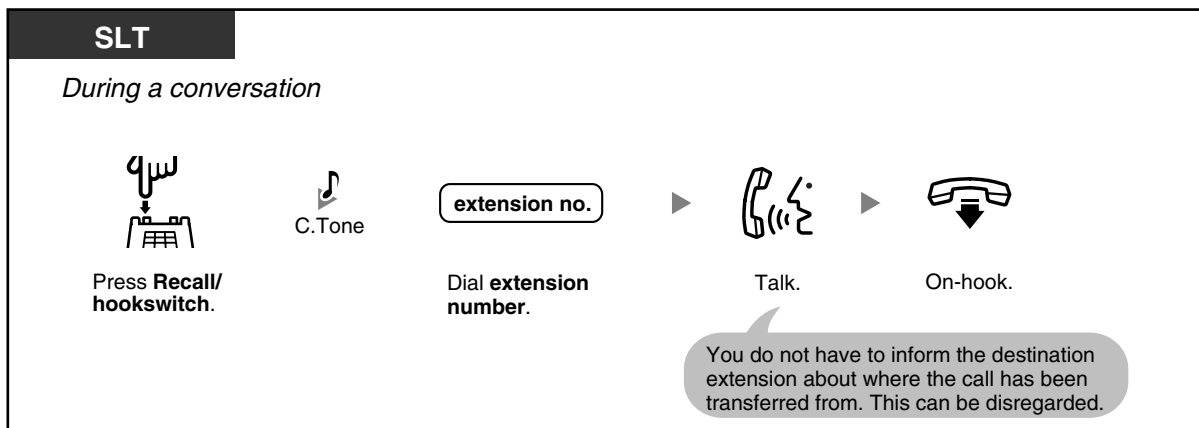 SLT
During a conversation
C.Tone
extension no.
Press Recall/
hookswitch.
Dial extension
number.
Talk.
On-hook.
You do not have to inform the destination
extension about where the call has been
transferred from. This can be disregarded.